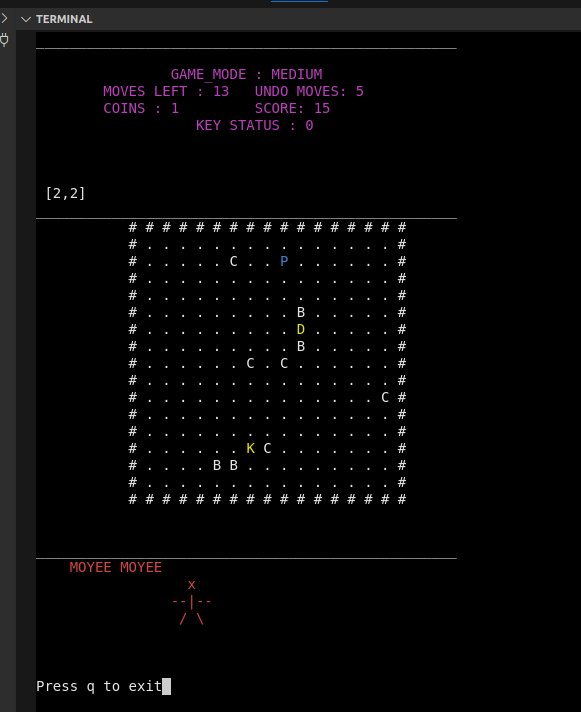 TERMINAL
GAME_MODE : MEDIUM
MOVES LEFT : 13   UNDO MOVES: 5
COINS : 1         SCORE: 15
KEY STATUS : 0
[2,2]
# # # # # # # # # # # # # # # # #
# . . . . . . . . . . . . . . . #
# . . . . . C . . P . . . . . . #
# . . . . . . . . . . . . . . . #
# . . . . . . . . . . . . . . . #
# . . . . . . . . . B . . . . . #
# . . . . . . . . . D . . . . . #
# . . . . . . . . . B . . . . . #
# . . . . . . C . C . . . . . . #
# . . . . . . . . . . . . . . . #
# . . . . . . . . . . . . . . C #
# . . . . . . . . . . . . . . . #
# . . . . . . . . . . . . . . . #
# . . . . . . K C . . . . . . . #
# . . . . B B . . . . . . . . . #
# . . . . . . . . . . . . . . . #
# # # # # # # # # # # # # # # # #
MOYEE MOYEE
x
--|--
/ \
Press q to exit